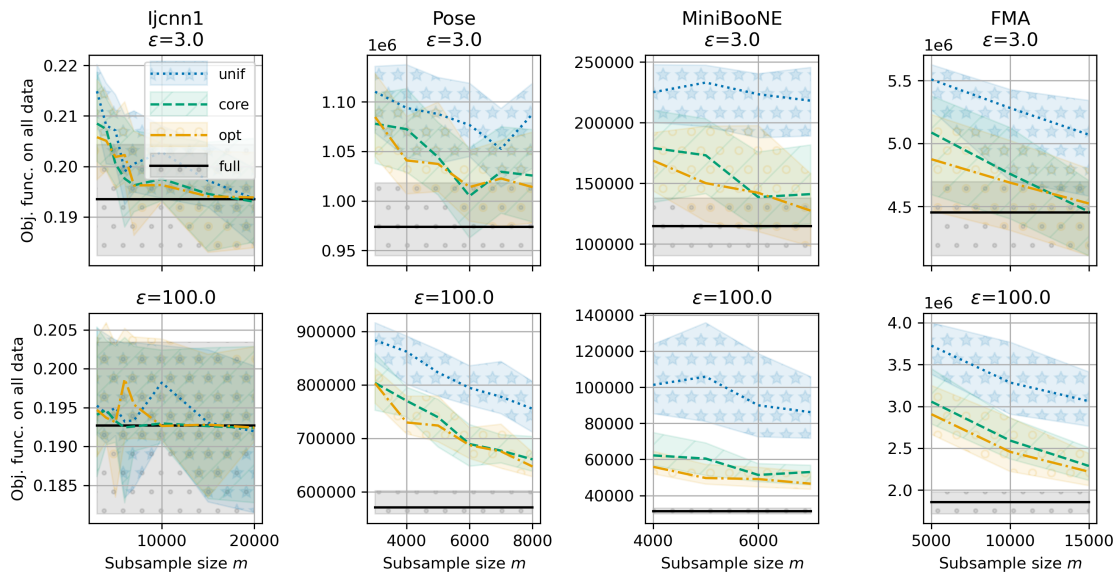 Ijcnn1
ε=3.0
Pose
ε=3.0
MiniBooNE
ε=3.0
FMA
ε=3.0
1e6
1e6
Obj. func. on all data
0.22
0.21
0.20
0.19
unif
core
opt
full
1.10
1.05
1.00
0.95
250000
200000
150000
100000
5.5
5.0
4.5
ε=100.0
ε=100.0
ε=100.0
ε=100.0
1e6
Obj. func. on all data
0.205
0.200
0.195
0.190
0.185
10000
20000
Subsample size m
900000
800000
700000
600000
4000
6000
8000
Subsample size m
140000
120000
100000
80000
60000
40000
4000
6000
Subsample size m
4.0
3.5
3.0
2.5
2.0
5000
10000
15000
Subsample size m